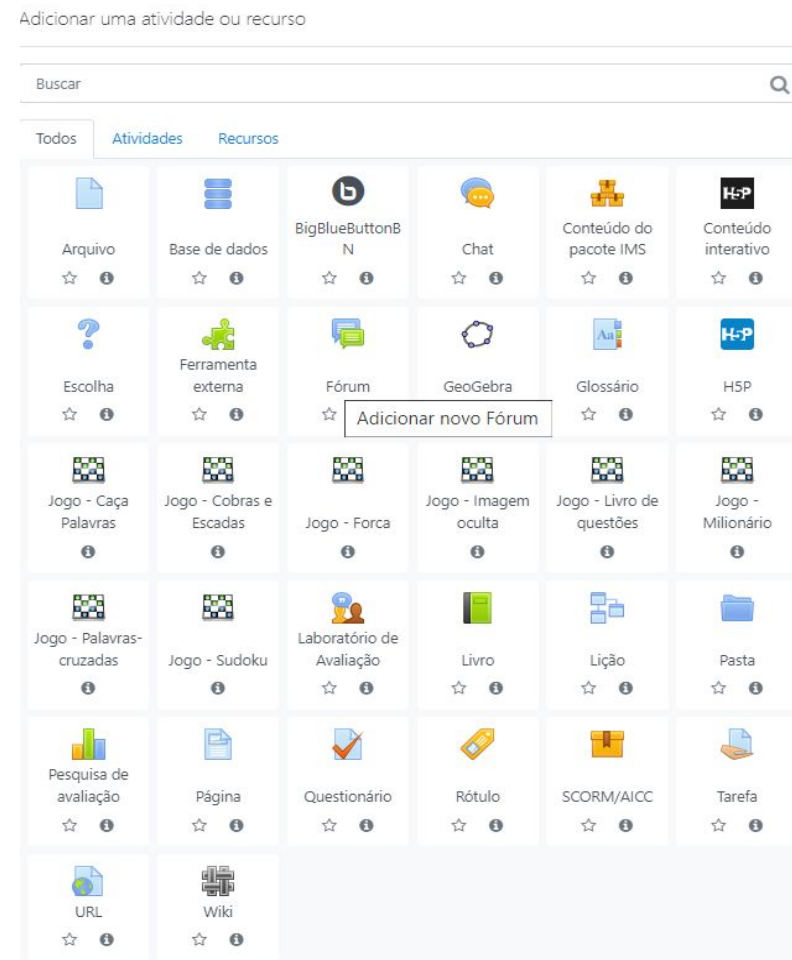 Adicionar uma atividade ou recurso
Buscar
Todos Atividades Recursos
H5P
Arquivo
Base de dados
BigBlueButtonB
N
Chat
Conteúdo do
pacote IMS
Conteúdo
interativo
Aa
H5P
Escolha
Ferramenta
externa
Fórum
GeoGebra
Glossário
H5P
Adicionar novo Fórum
Jogo - Caça
Palavras
Jogo - Cobras e
Escadas
Jogo - Forca
Jogo - Imagem
oculta
Jogo - Livro de
questões
Jogo -
Milionário
Jogo - Palavras-
cruzadas
Jogo - Sudoku
Laboratório de
Avaliação
Livro
Lição
Pasta
Pesquisa de
avaliação
Página
Questionário
Rótulo
SCORM/AICC
Tarefa
URL
Wiki